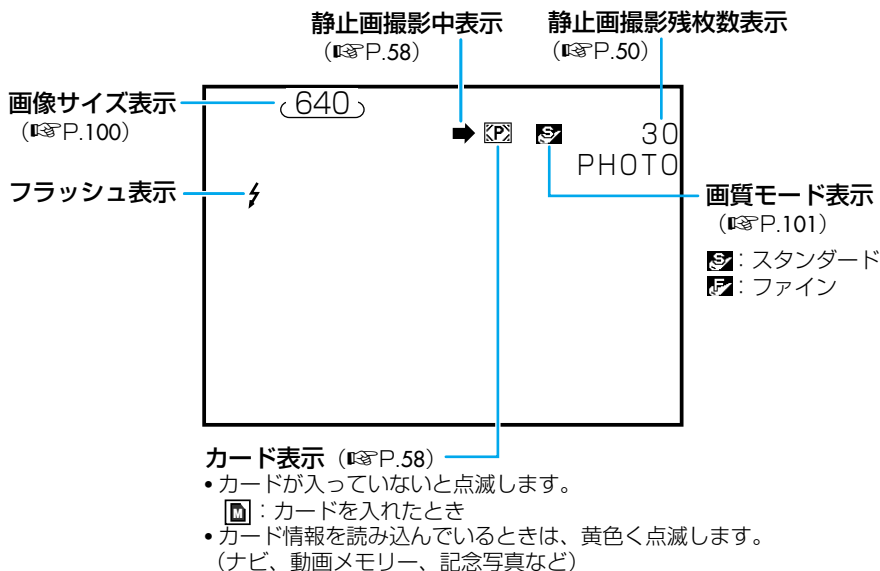 静止画撮影中表示
（☞P.58）
静止画撮影残枚数表示
（☞P.50）
画像サイズ表示
（☞P.100）
640
P
S
30
PHOTO
フラッシュ表示
画質モード表示
（☞P.101）
S：スタンダード
F：ファイン
カード表示（☞P.58）
•カードが入っていないと点滅します。
M：カードを入れたとき
•カード情報を読み込んでいるときは、黄色く点滅します。
（ナビ、動画メモリー、記念写真など）